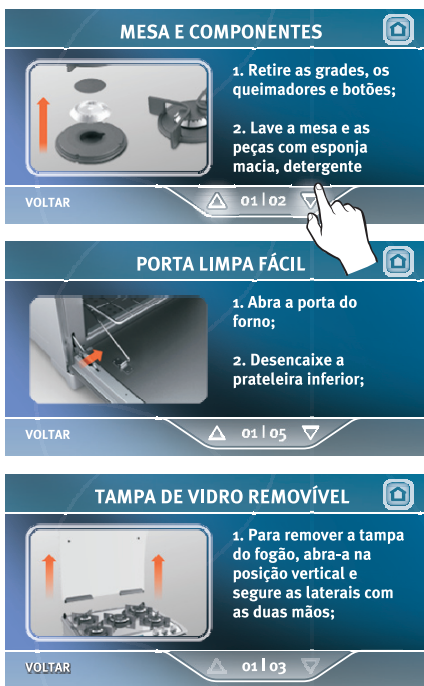 MESA E COMPONENTES
1. Retire as grades, os
queimadores e botões;
2. Lave a mesa e as
peças com esponja
macia, detergente
VOLTAR
01 | 02
PORTA LIMPA FÁCIL
1. Abra a porta do
forno;
2. Desencaixe a
prateleira inferior;
VOLTAR
01 | 05
TAMPA DE VIDRO REMOVÍVEL
1. Para remover a tampa
do fogão, abra-a na
posição vertical e
segure as laterais com
as duas mãos;
VOLTAR
01 | 03